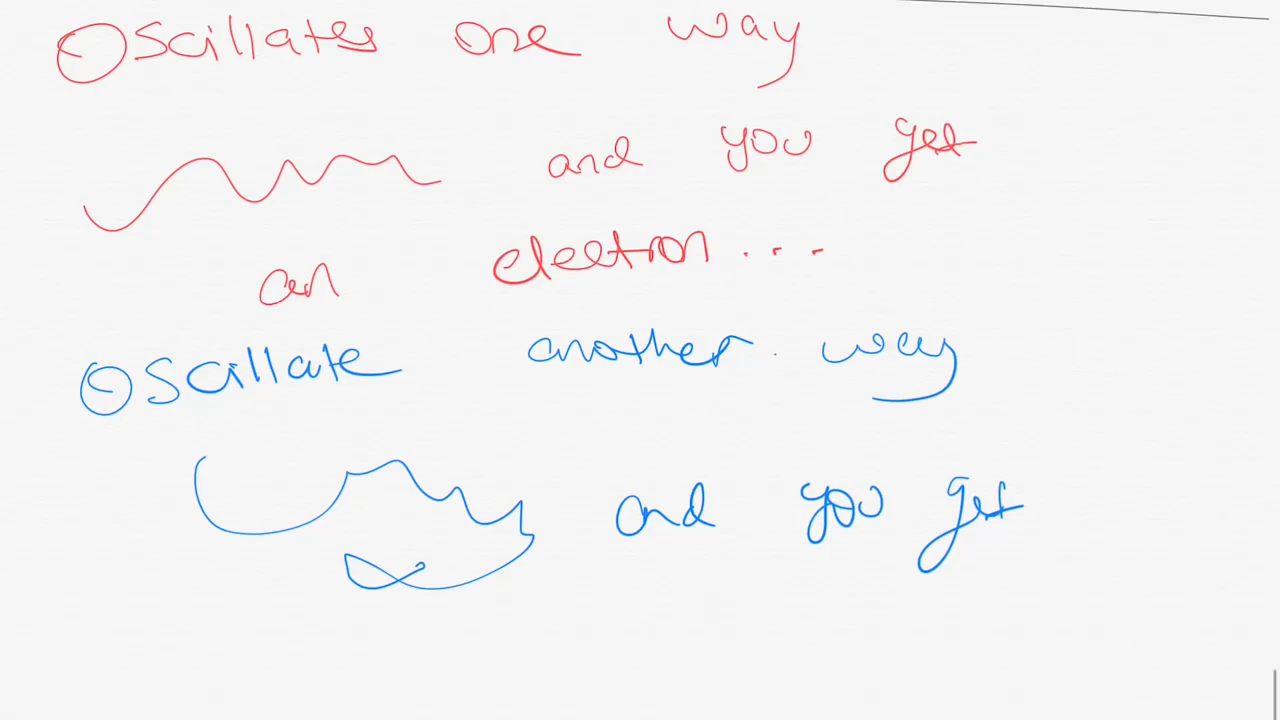 Oscillates one way
and you get
an electron...
Oscillate another way
and you get